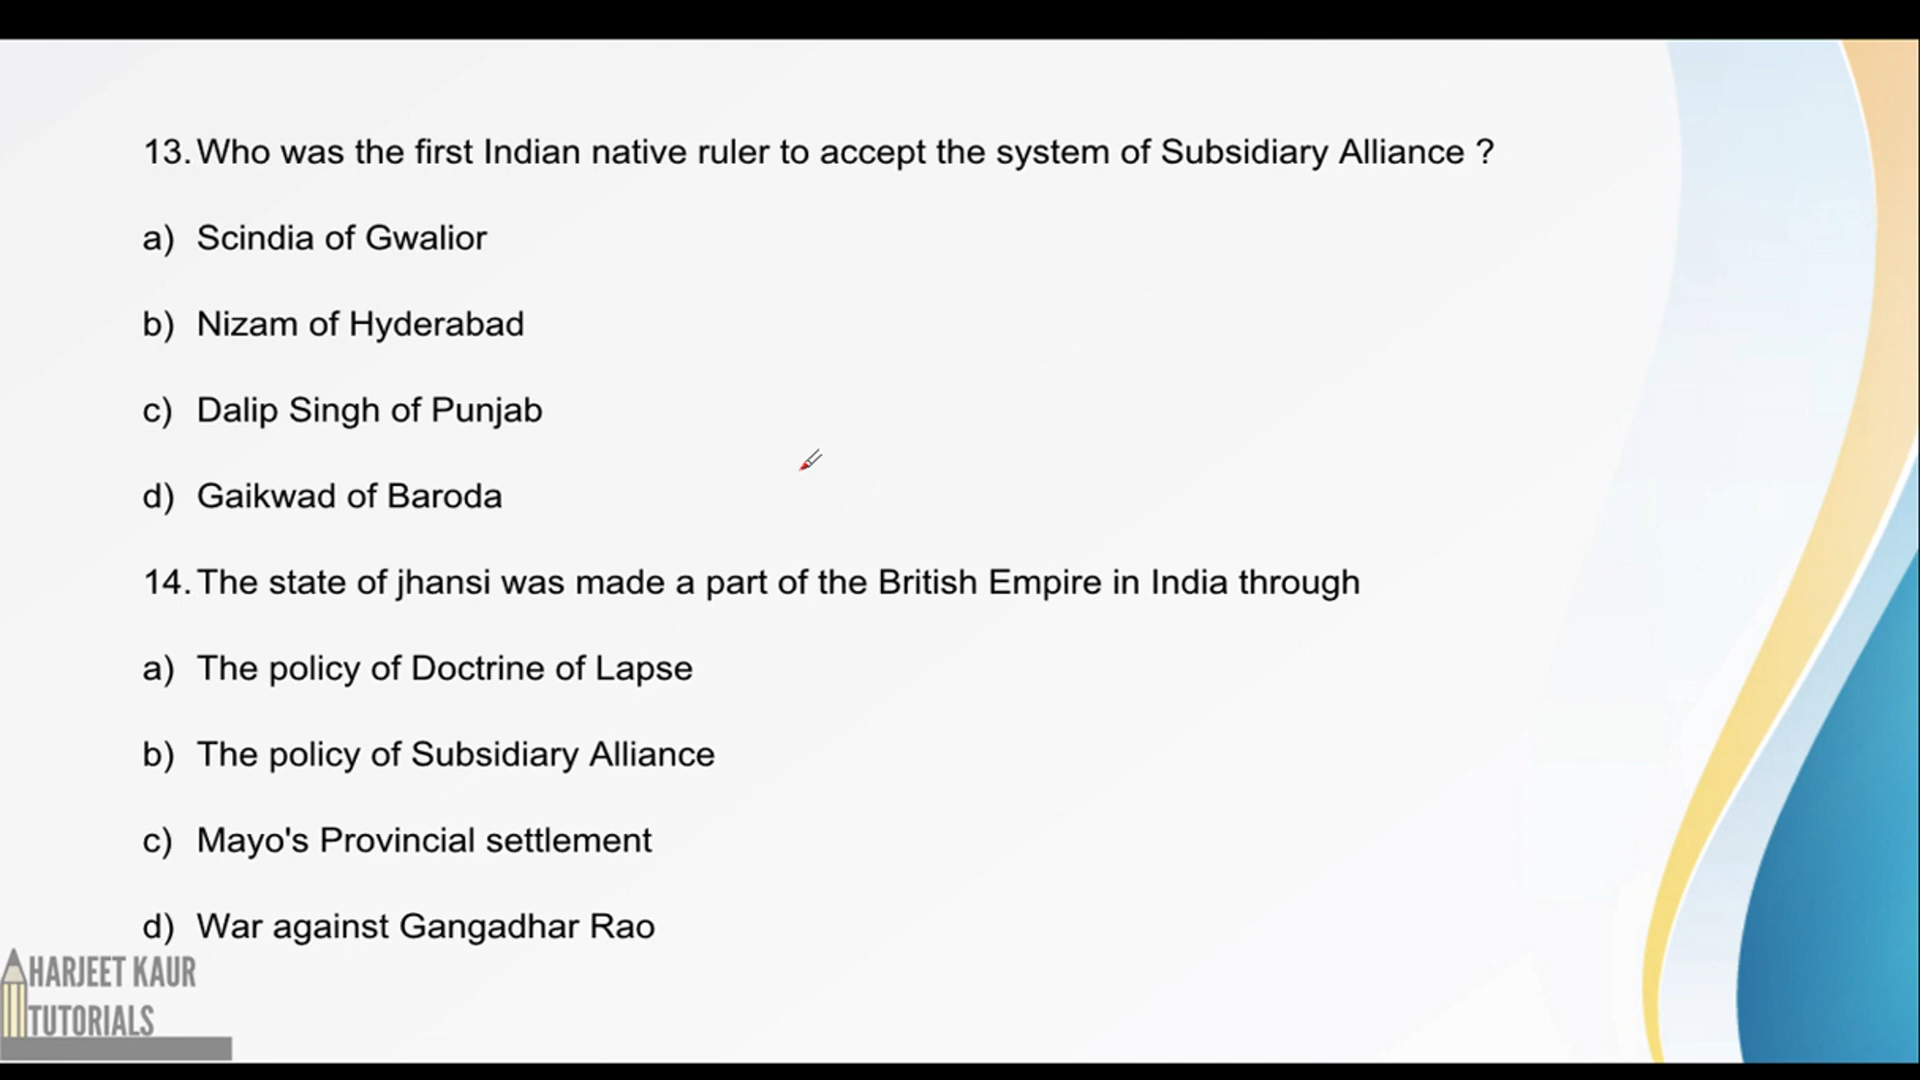 13. Who was the first Indian native ruler to accept the system of Subsidiary Alliance ?
a) Scindia of Gwalior
b) Nizam of Hyderabad
c) Dalip Singh of Punjab
d) Gaikwad of Baroda
14. The state of jhansi was made a part of the British Empire in India through
a) The policy of Doctrine of Lapse
b) The policy of Subsidiary Alliance
c) Mayo's Provincial settlement
d) War against Gangadhar Rao
HARJEET KAUR
TUTORIALS